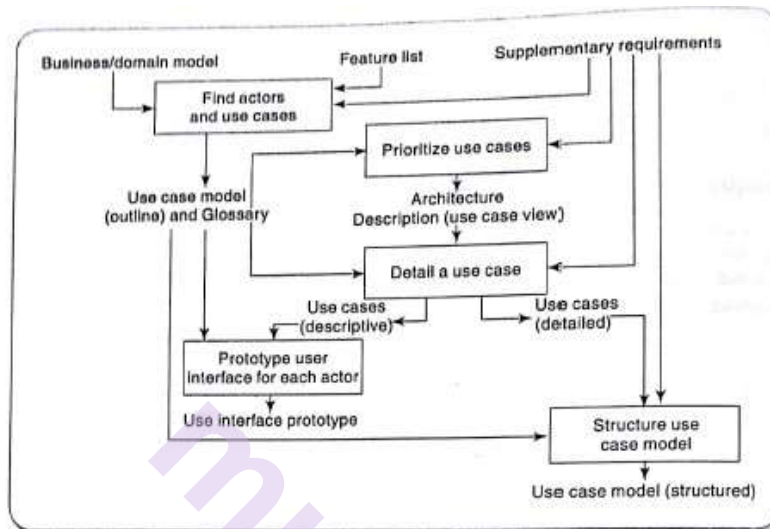 Business/domain model
Feature list
Supplementary requirements
Find actors
and use cases
Prioritize use cases
Use case model
(outline) and Glossary
Architecture
Description (use case view)
Detail a use case
Use cases
(descriptive)
Use cases
(detailed)
Prototype user
interface for each actor
Use interface prototype
Structure use
case model
Use case model (structured)